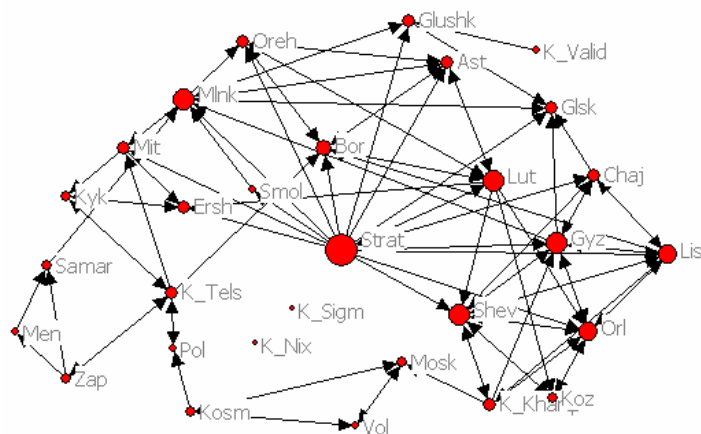 Glushk
Oreh
K_Valid
Ast
Mlnk
Glsk
Mit
Bor
Chaj
Lut
Smol
Kyk
Ersh
Strat
Gyz
Lis
Samar
K_Tels
K_Sigm
Shev
Orl
Men
K_Nix
Pol
Mosk
Zap
Koz
Kosm
Vol